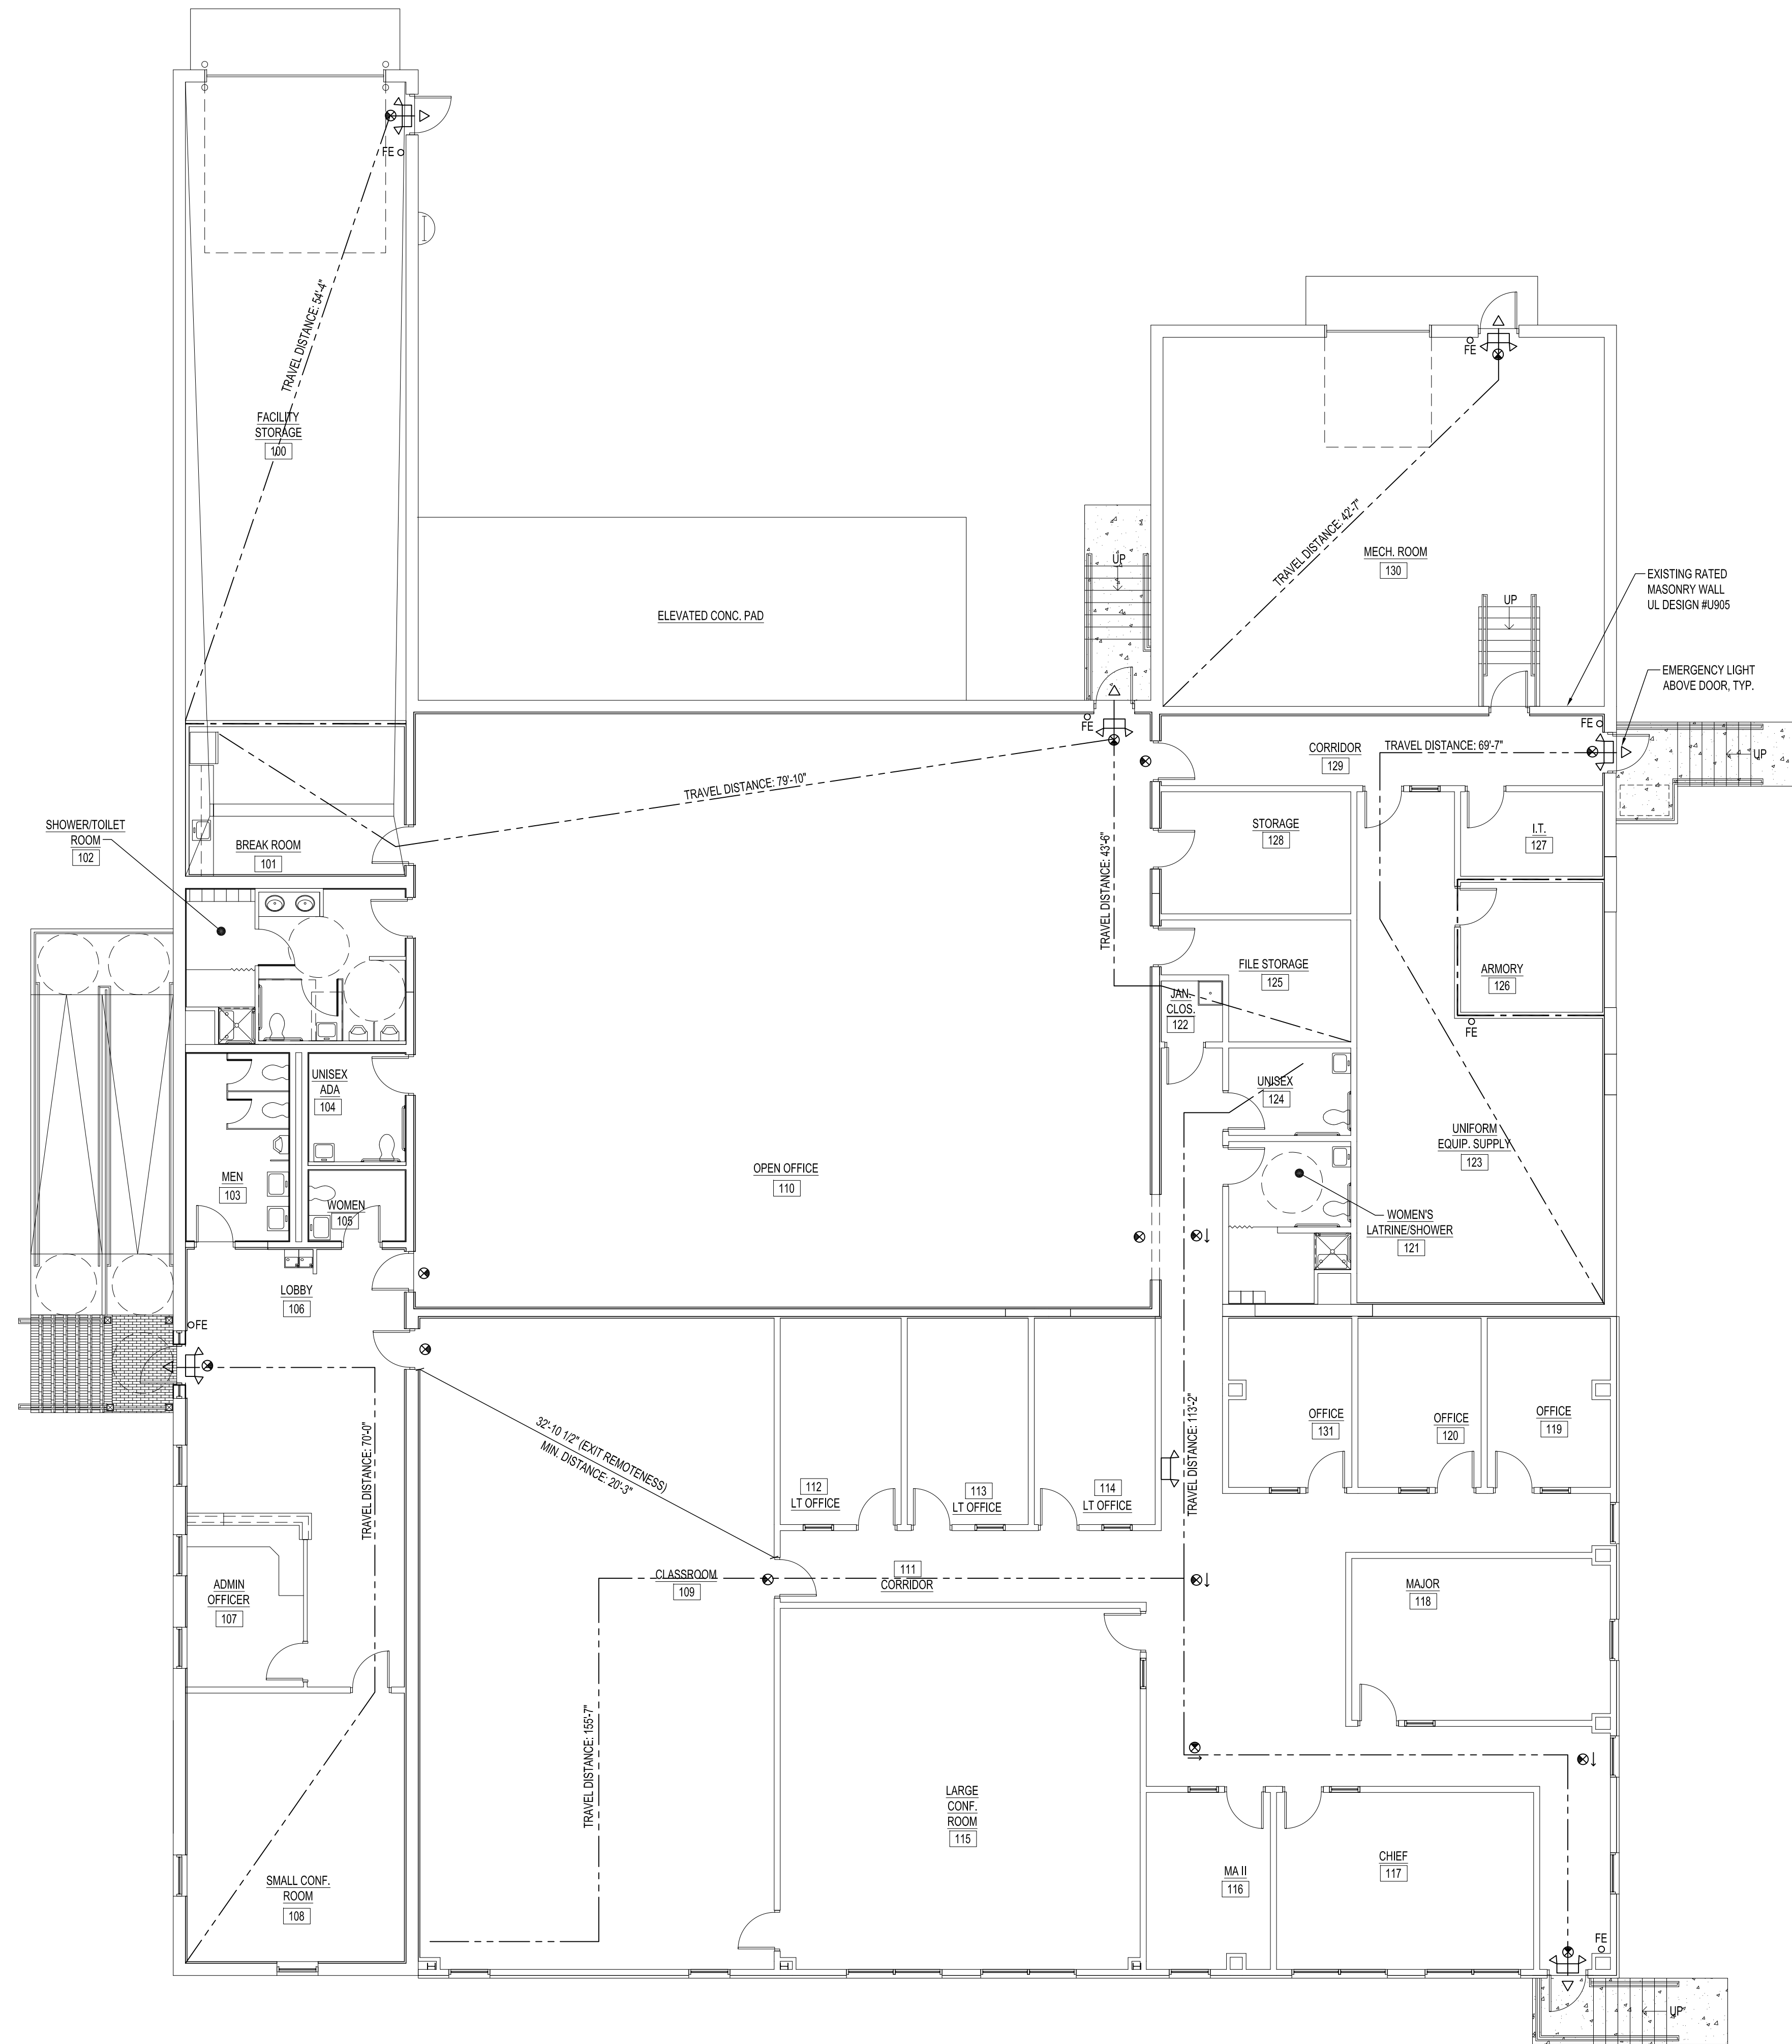 TRAVEL DISTANCE: 54'-4"
FE
FACILITY
STORAGE
100
FE
TRAVEL DISTANCE: 42'-7"
MECH. ROOM
130
UP
UP
ELEVATED CONC. PAD
EXISTING RATED
MASONRY WALL
UL DESIGN #U905
EMERGENCY LIGHT
ABOVE DOOR, TYP.
FE
FE
CORRIDOR
129
TRAVEL DISTANCE: 69'-7"
UP
TRAVEL DISTANCE: 79'-10"
SHOWER/TOILET
ROOM
102
BREAK ROOM
101
STORAGE
128
I.T.
127
TRAVEL DISTANCE: 43'-6"
FILE STORAGE
125
ARMORY
126
FE
JAN.
CLOS.
122
UNISEX
ADA
104
UNISEX
124
MEN
103
WOMEN
105
OPEN OFFICE
110
UNIFORM
EQUIP. SUPPLY
123
WOMEN'S
LATRINE/SHOWER
121
LOBBY
106
FE
TRAVEL DISTANCE: 70'-0"
32'-10 1/2" (EXIT REMOTENESS)
MIN. DISTANCE: 20'-3"
112
LT OFFICE
113
LT OFFICE
114
LT OFFICE
TRAVEL DISTANCE: 113'-2"
OFFICE
131
OFFICE
120
OFFICE
119
ADMIN
OFFICER
107
CLASSROOM
109
111
CORRIDOR
MAJOR
118
TRAVEL DISTANCE: 155'-7"
SMALL CONF.
ROOM
108
LARGE
CONF.
ROOM
115
MA II
116
CHIEF
117
FE
UP